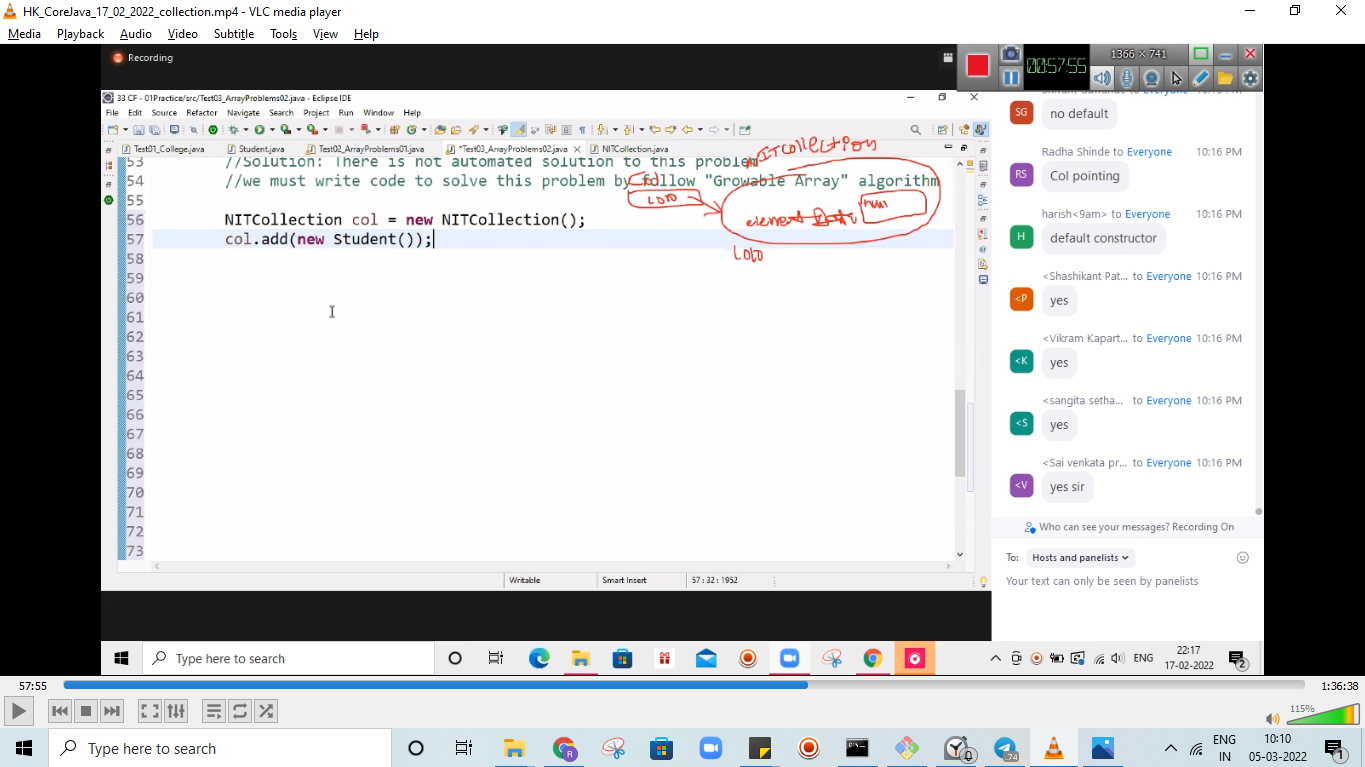 HK_CoreJava_17_02_2022_collection.mp4 - VLC media player
Media Playback Audio Video Subtitle Tools View Help
Recording
1366 × 741
00:57:55
33 CF - 01Practice/src/Test03_ArrayProblems02.java - Eclipse IDE
File Edit Source Refactor Navigate Search Project Run Window Help
Test01_College.java Student.java Test02_ArrayProblems01.java *Test03_ArrayProblems02.java NITCollection.java
53 //Solution: There is not automated solution to this problem
54 //we must write code to solve this problem by follow "Growable Array" algorithm
55
56 NITCollection col = new NITCollection();
57 col.add(new Student());
58
59
60
61
62
63
64
65
66
67
68
69
70
71
72
73
NITCollection
col
1010
element Data
null
1010
Writable Smart Insert 57 : 32 : 1952
to Everyone
SG no default
Radha Shinde to Everyone 10:16 PM
RS Col pointing
harish<9am> to Everyone 10:16 PM
H default constructor
<Shashikant Pat... to Everyone 10:16 PM
<P yes
<Vikram Kapart... to Everyone 10:16 PM
<K yes
<sangita setha... to Everyone 10:16 PM
<S yes
<Sai venkata pr... to Everyone 10:16 PM
<V yes sir
Who can see your messages? Recording On
To: Hosts and panelists
Your text can only be seen by panelists
Type here to search
ENG
22:17
17-02-2022
2
57:55 1:36:38
115%
Type here to search
74
ENG
IN
10:10
05-03-2022
1